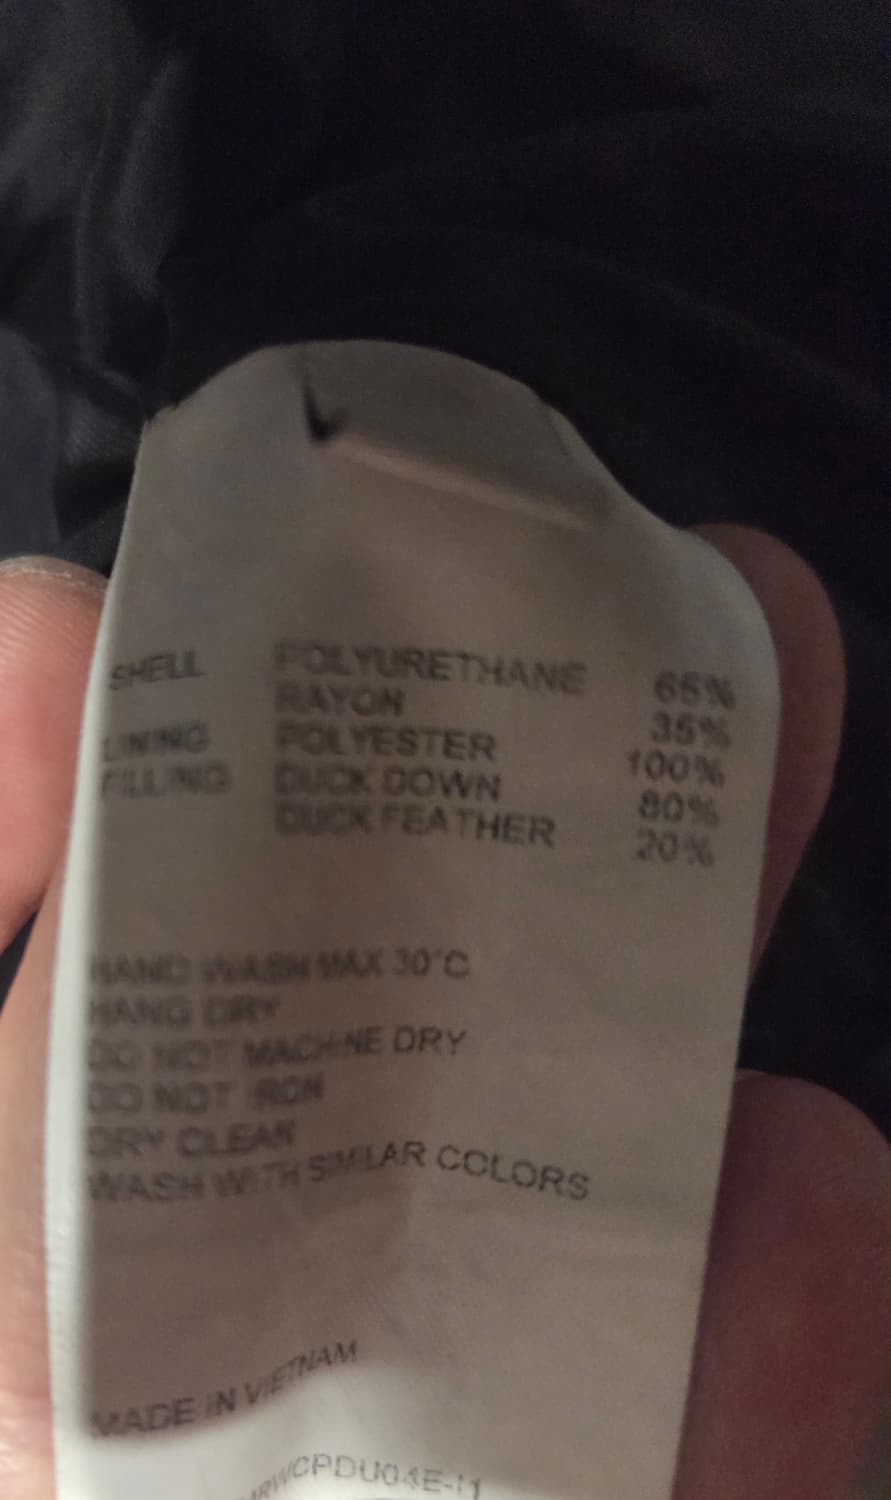 SHELL POLYURETHANE 65%
RAYON 35%
LINING POLYESTER 100%
FILLING DUCK DOWN 80%
DUCK FEATHER 20%
HAND WASH MAX 30°C
HANG DRY
DO NOT MACHINE DRY
DO NOT IRON
DRY CLEAN
WASH WITH SIMILAR COLORS
MADE IN VIETNAM